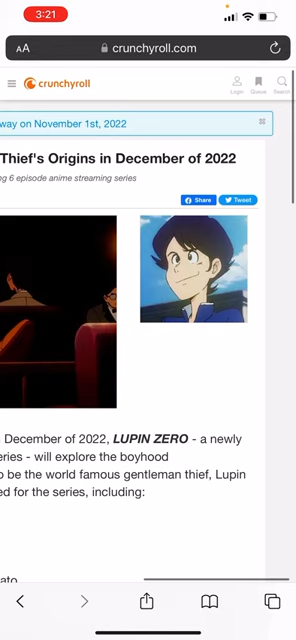 3:21
AA
crunchyroll.com
crunchyroll
Login
Queue
Search
way on November 1st, 2022
Thief's Origins in December of 2022
ng 6 episode anime streaming series
Share
Tweet
December of 2022, LUPIN ZERO - a newly
eries - will explore the boyhood
o be the world famous gentleman thief, Lupin
ed for the series, including:
ato